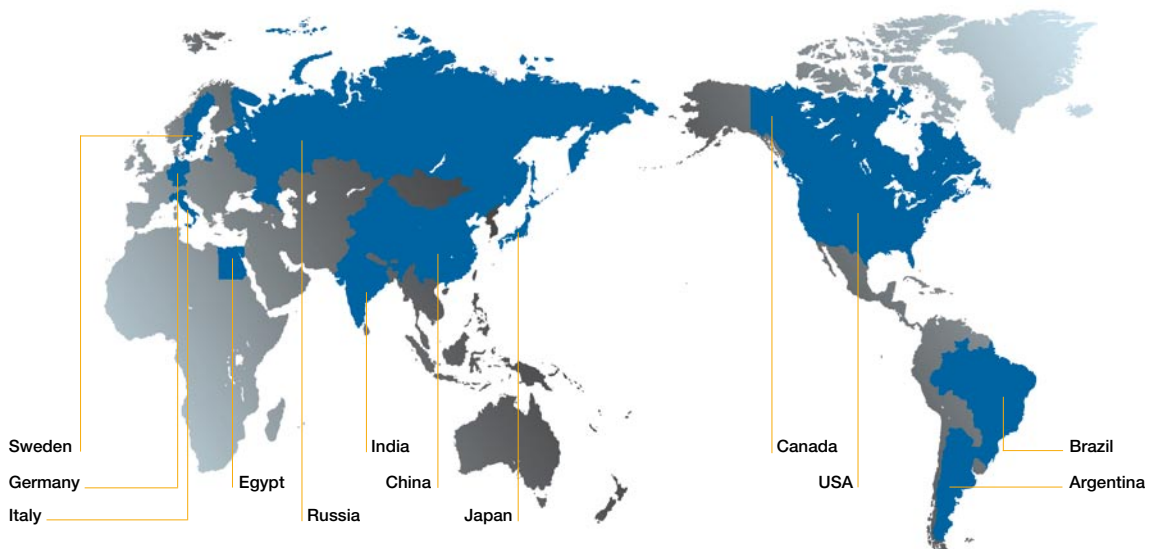 Sweden
India
Canada
Brazil
Germany
Egypt
China
USA
Argentina
Italy
Russia
Japan